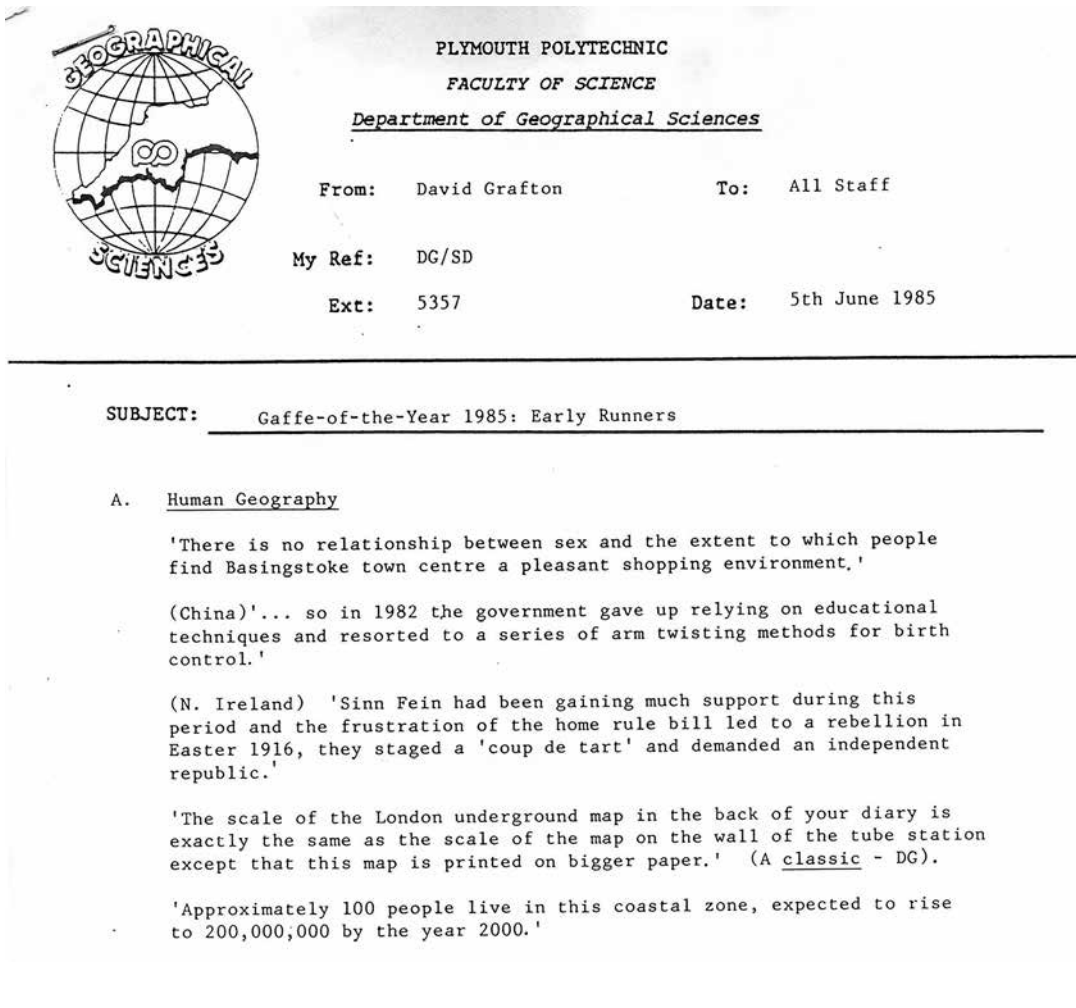 GEOGRAPHICAL
PP
SCIENCES
PLYMOUTH POLYTECHNIC
FACULTY OF SCIENCE
Department of Geographical Sciences
From: David Grafton To: All Staff
My Ref: DG/SD
Ext: 5357 Date: 5th June 1985
SUBJECT: Gaffe-of-the-Year 1985: Early Runners
A. Human Geography
'There is no relationship between sex and the extent to which people
find Basingstoke town centre a pleasant shopping environment.'
(China)'... so in 1982 the government gave up relying on educational
techniques and resorted to a series of arm twisting methods for birth
control.'
(N. Ireland) 'Sinn Fein had been gaining much support during this
period and the frustration of the home rule bill led to a rebellion in
Easter 1916, they staged a 'coup de tart' and demanded an independent
republic.'
'The scale of the London underground map in the back of your diary is
exactly the same as the scale of the map on the wall of the tube station
except that this map is printed on bigger paper.' (A classic - DG).
'Approximately 100 people live in this coastal zone, expected to rise
to 200,000,000 by the year 2000.'